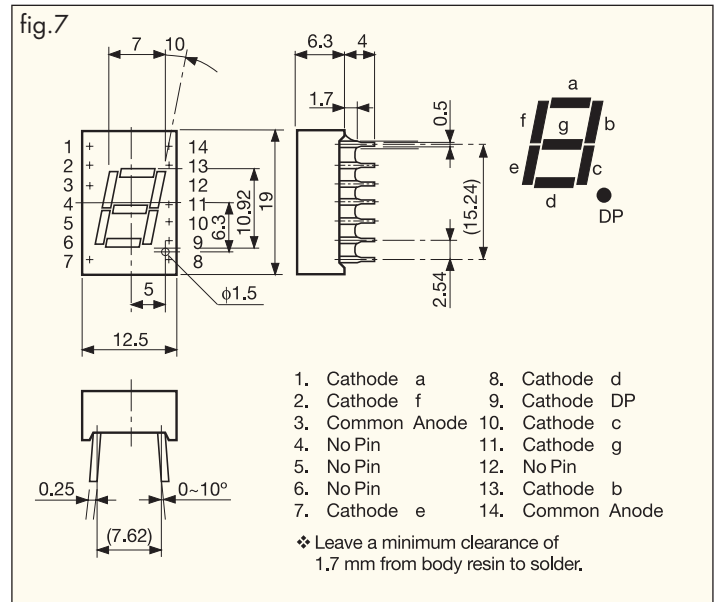 fig.7
7 10
6.3 4
1.7
0.5
a
f g b
e c
d
DP
1 14
2 13
3 12
4 11
5 10
6 9
7 8
6.3
10.92
19
(15.24)
2.54
5
φ1.5
12.5
0.25
0~10°
(7.62)
1. Cathode a
2. Cathode f
3. Common Anode
4. No Pin
5. No Pin
6. No Pin
7. Cathode e
8. Cathode d
9. Cathode DP
10. Cathode c
11. Cathode g
12. No Pin
13. Cathode b
14. Common Anode
❖ Leave a minimum clearance of
1.7 mm from body resin to solder.